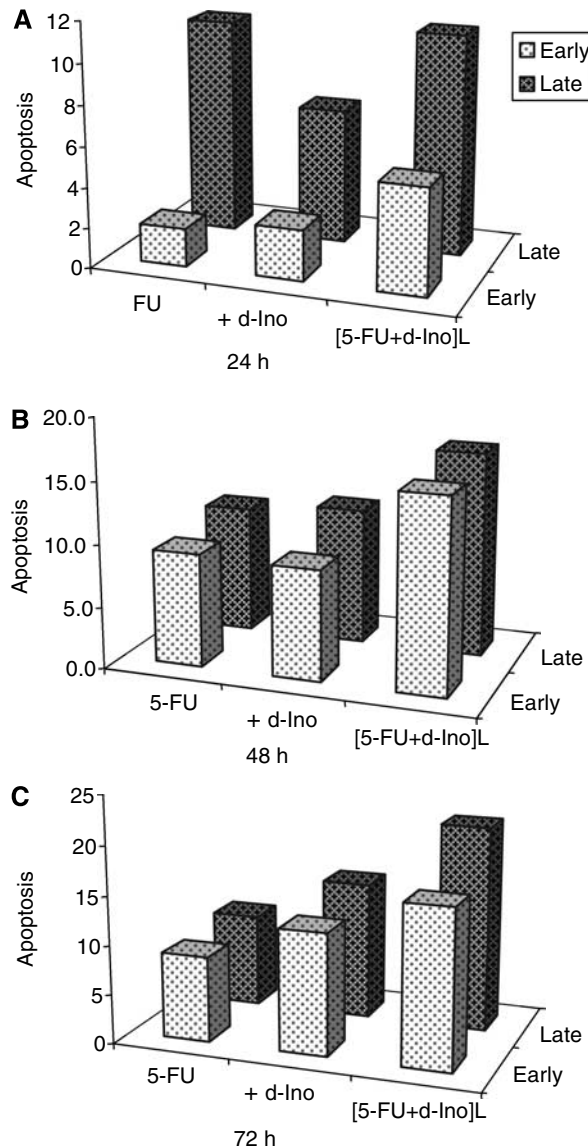 A
12
10
8
6
4
2
0
Apoptosis
Early
Late
Late
Early
FU
+ d-Ino
[5-FU+d-Ino]L
24 h
B
20.0
15.0
10.0
5.0
0.0
Apoptosis
Late
Early
5-FU
+ d-Ino
[5-FU+d-Ino]L
48 h
C
25
20
15
10
5
0
Apoptosis
Late
Early
5-FU
+ d-Ino
[5-FU+d-Ino]L
72 h